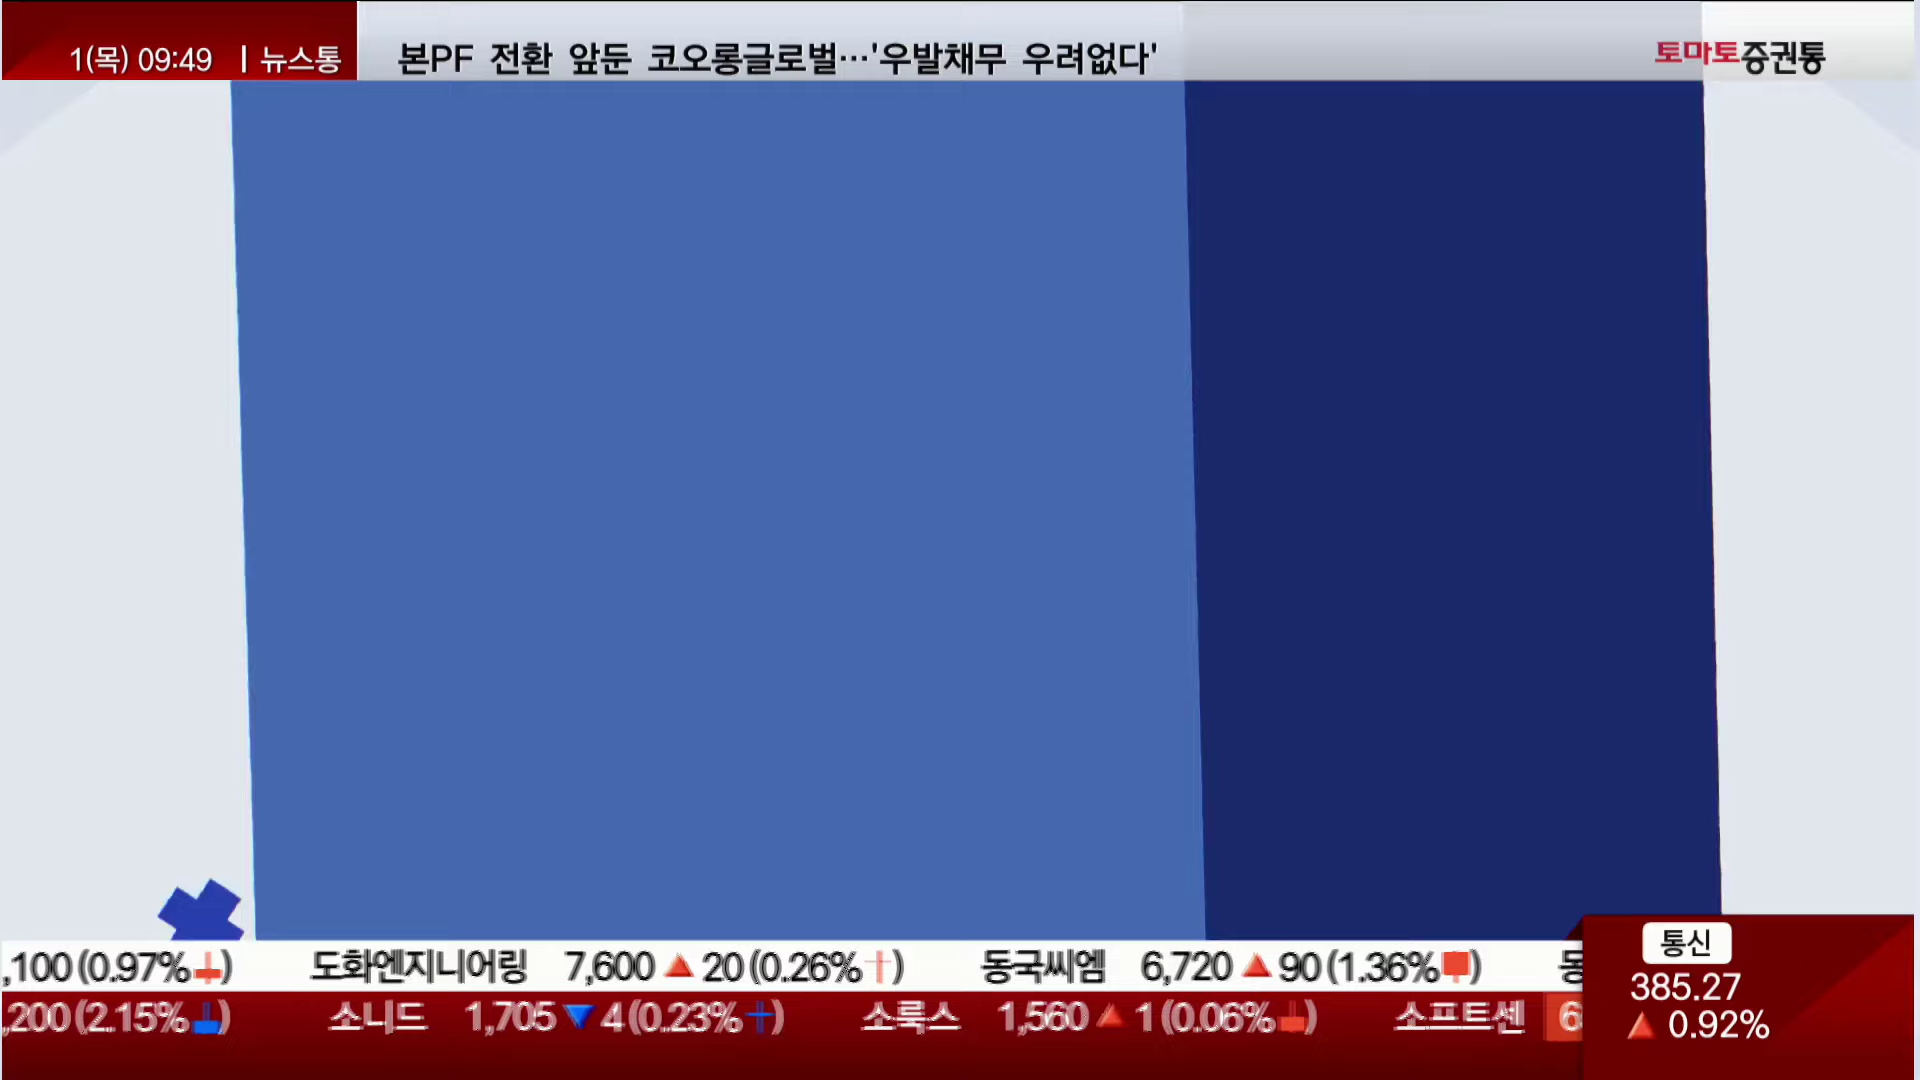 1(목) 09:49 | 뉴스통
본PF 전환 앞둔 코오롱글로벌…'우발채무 우려없다'
토마토증권통
,100(0.97%) 도화엔지니어링 7,600 ▲ 20(0.26%) 동국씨엠 6,720 ▲ 90(1.36%)
,200(2.15%) 소니드 1,705 ▼ 4(0.23%) 소룩스 1,560 ▲ 1(0.06%) 소프트센 6
통신
385.27
▲ 0.92%